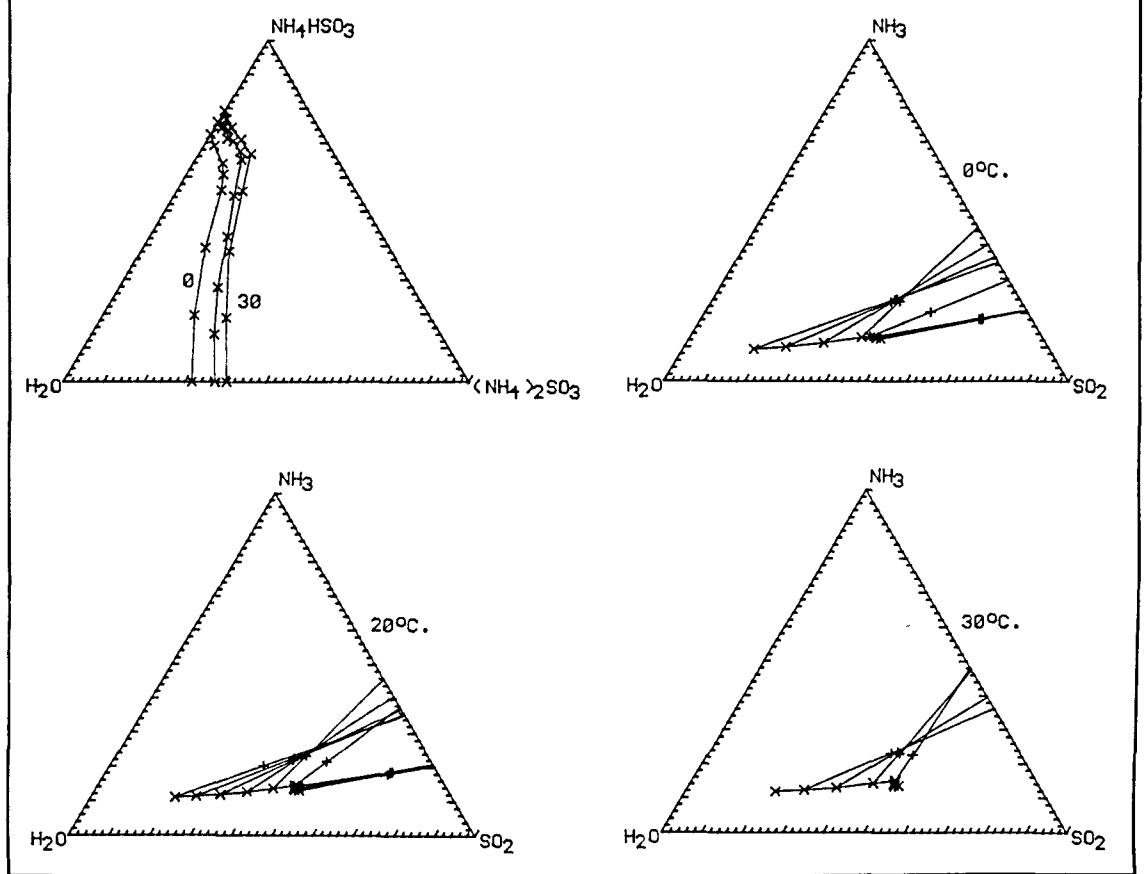 NH4HSO3
0
30
H2O
(NH4)2SO3
NH3
0°C.
H2O
SO2
NH3
20°C.
H2O
SO2
NH3
30°C.
H2O
SO2